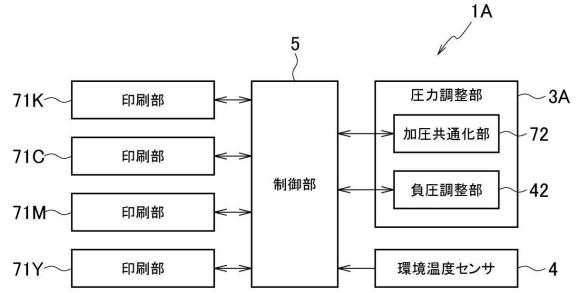 1A
5
71K
印刷部
71C
印刷部
71M
印刷部
71Y
印刷部
制御部
圧力調整部
3A
加圧共通化部
72
負圧調整部
42
環境温度センサ
4